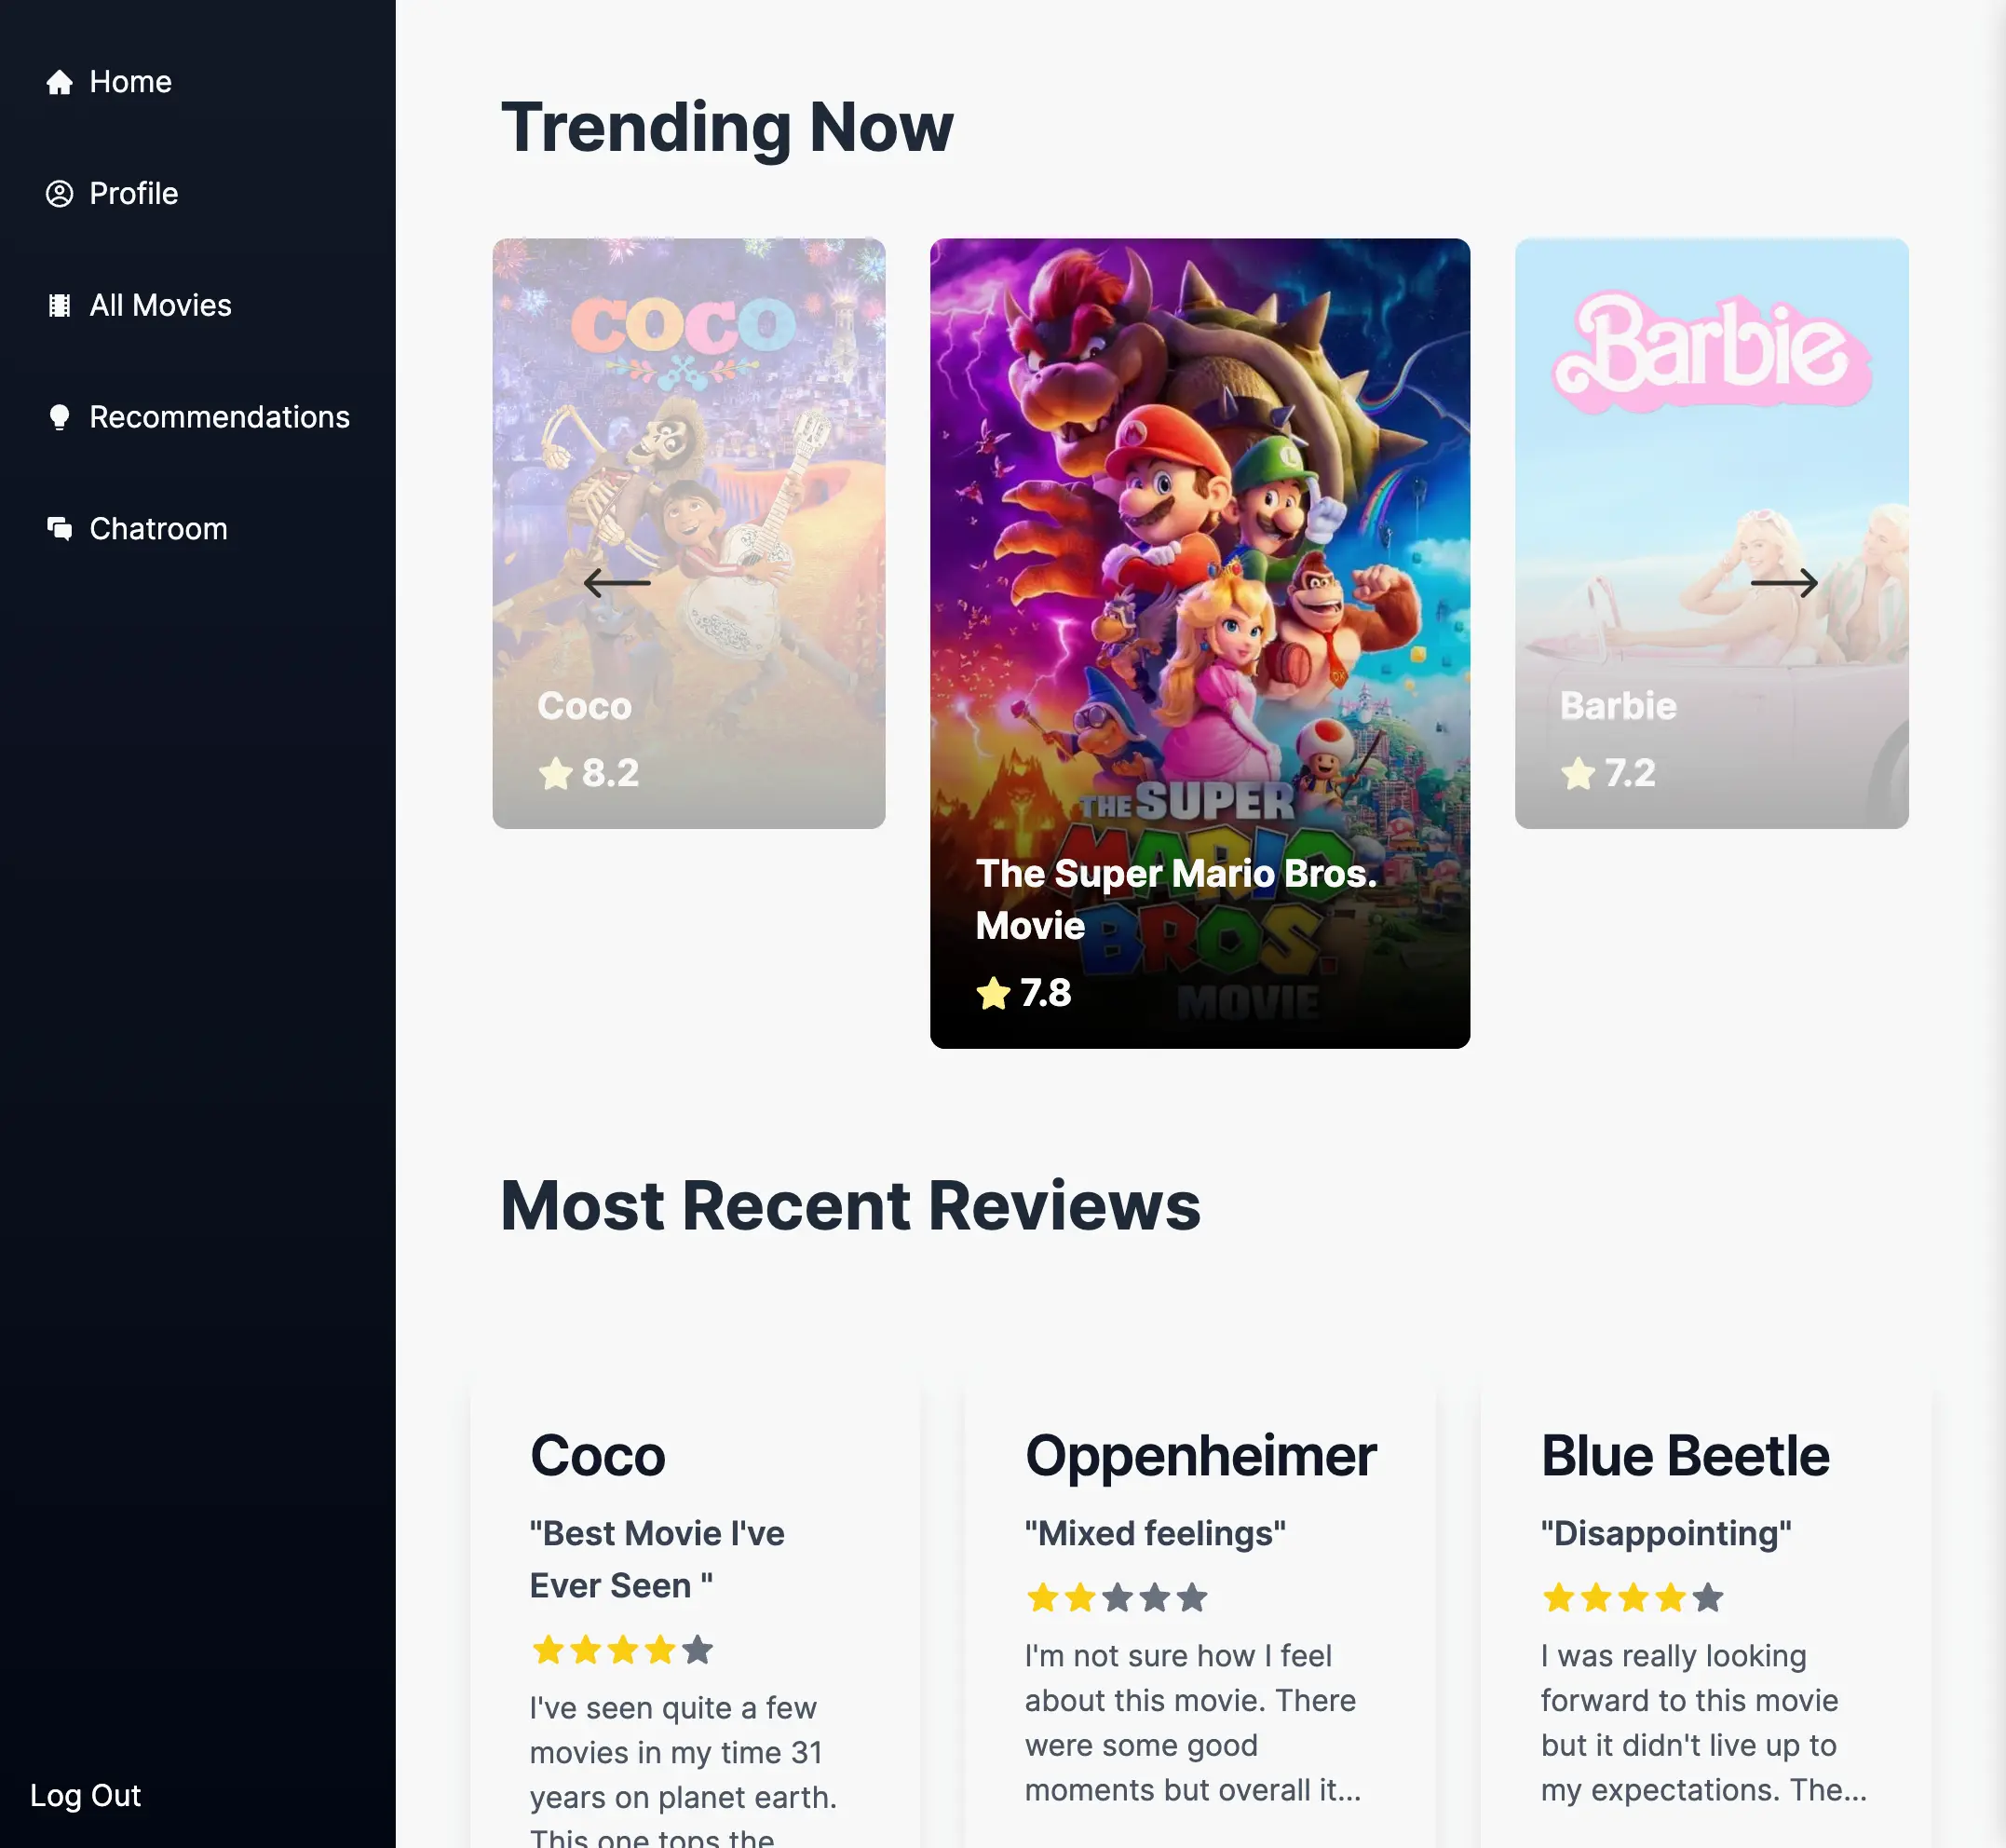 Home
Profile
All Movies
Recommendations
Chatroom
Log Out
Trending Now
COCO
Coco
8.2
THE SUPER
MARIO
BROS.
MOVIE
The Super Mario Bros.
Movie
7.8
Barbie
Barbie
7.2
Most Recent Reviews
Coco
"Best Movie I've
Ever Seen "
I've seen quite a few
movies in my time 31
years on planet earth.
This one tops the
Oppenheimer
"Mixed feelings"
I'm not sure how I feel
about this movie. There
were some good
moments but overall it...
Blue Beetle
"Disappointing"
I was really looking
forward to this movie
but it didn't live up to
my expectations. The...